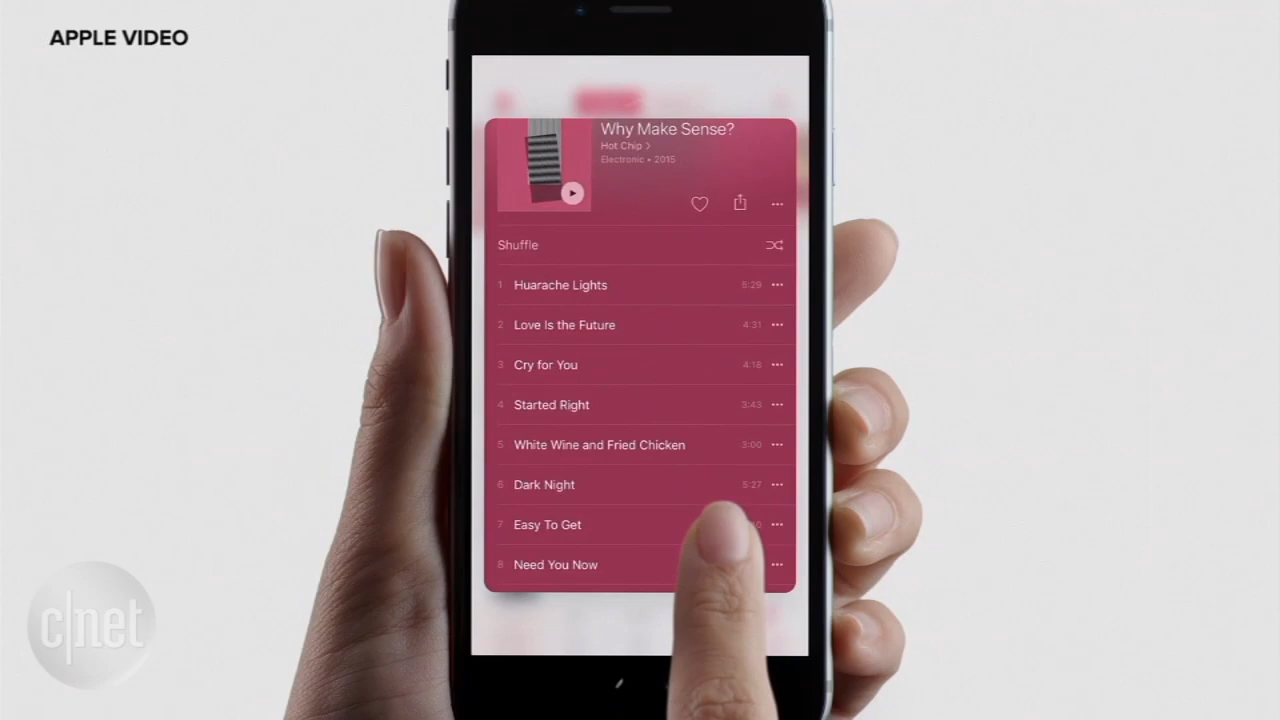 APPLE VIDEO
Why Make Sense?
Hot Chip >
Electronic • 2015
Shuffle
1 Huarache Lights 5:29
2 Love Is the Future 4:31
3 Cry for You 4:18
4 Started Right 3:43
5 White Wine and Fried Chicken 3:00
6 Dark Night 5:27
7 Easy To Get
8 Need You Now
c|net